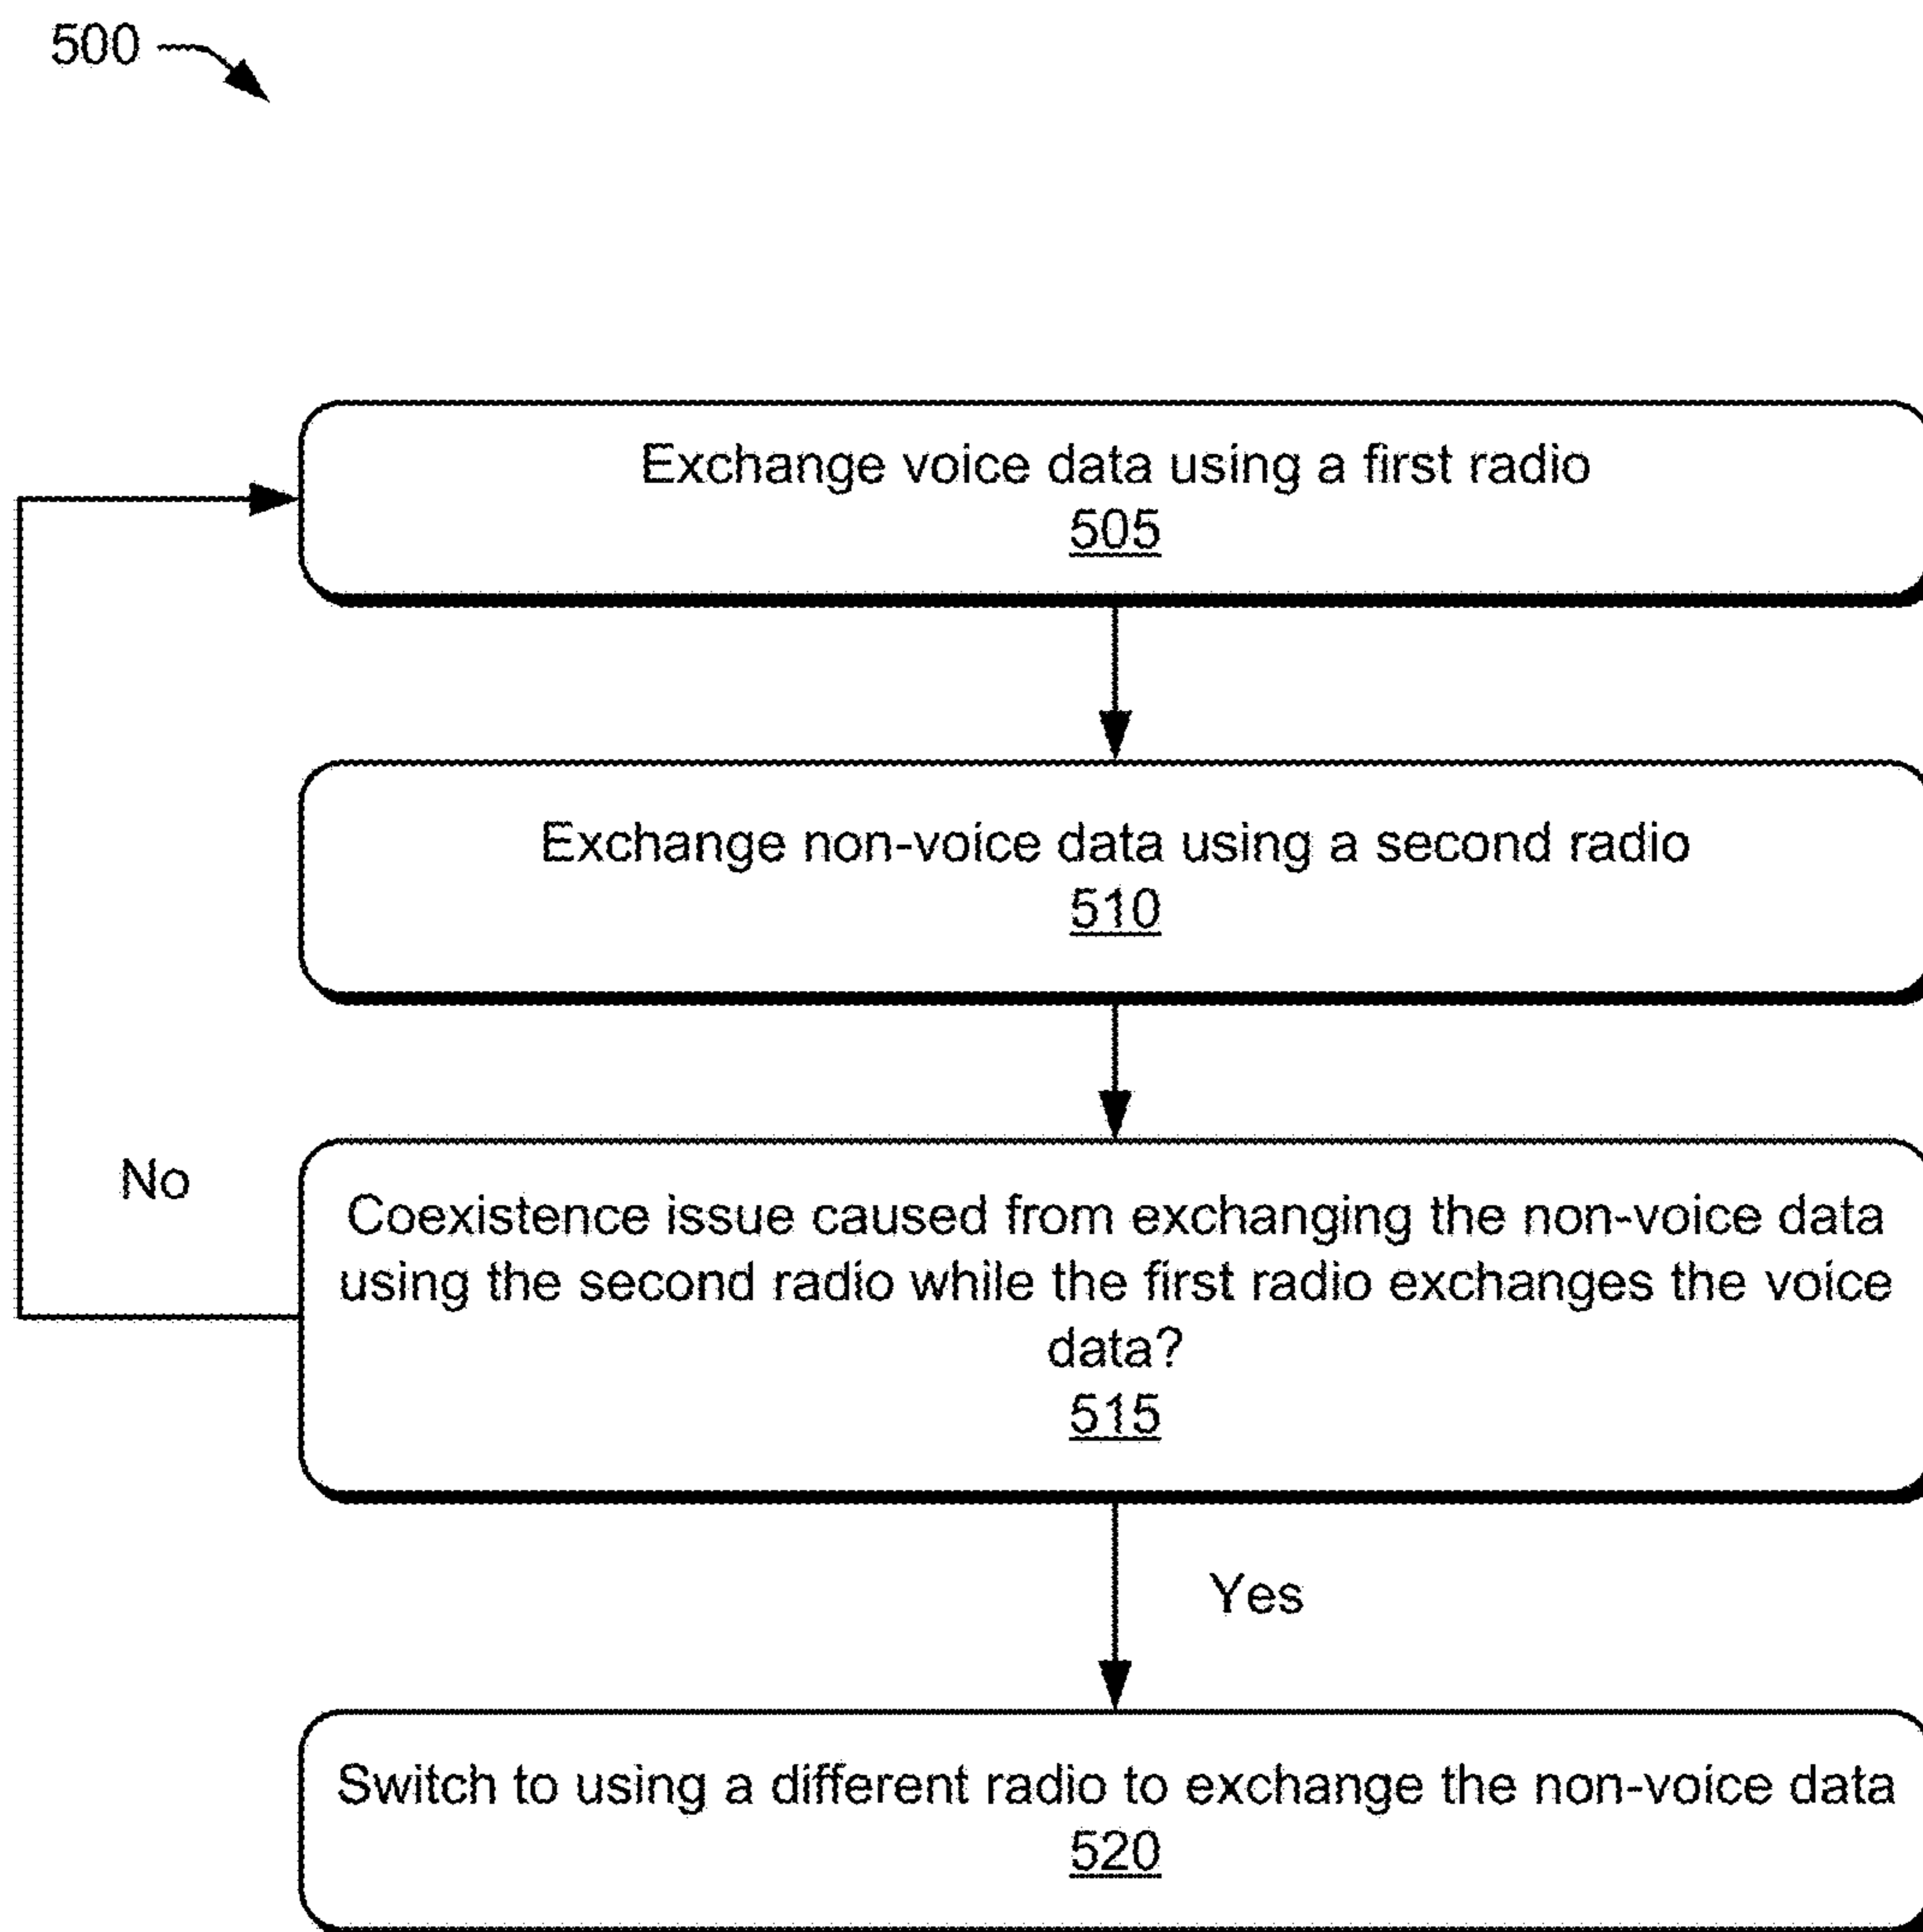 500
Exchange voice data using a first radio
505
Exchange non-voice data using a second radio
510
No
Coexistence issue caused from exchanging the non-voice data
using the second radio while the first radio exchanges the voice
data?
515
Yes
Switch to using a different radio to exchange the non-voice data
520